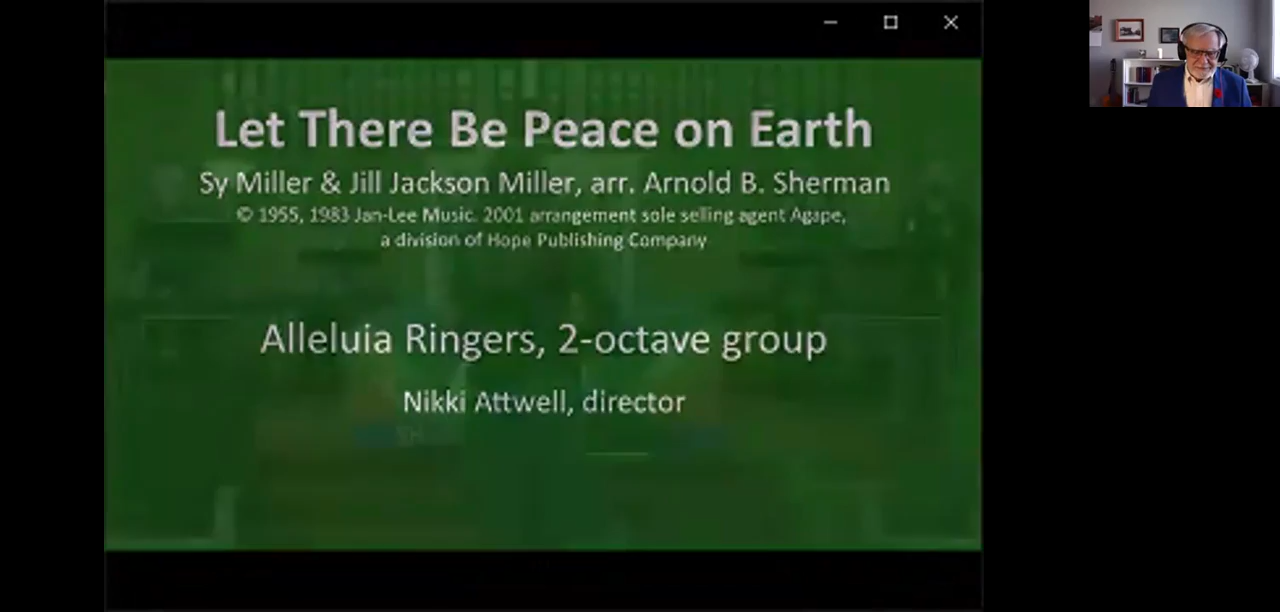 Let There Be Peace on Earth
Sy Miller & Jill Jackson Miller, arr. Arnold B. Sherman
© 1955, 1983 Jan-Lee Music. 2001 arrangement sole selling agent Agape,
a division of Hope Publishing Company
Alleluia Ringers, 2-octave group
Nikki Attwell, director